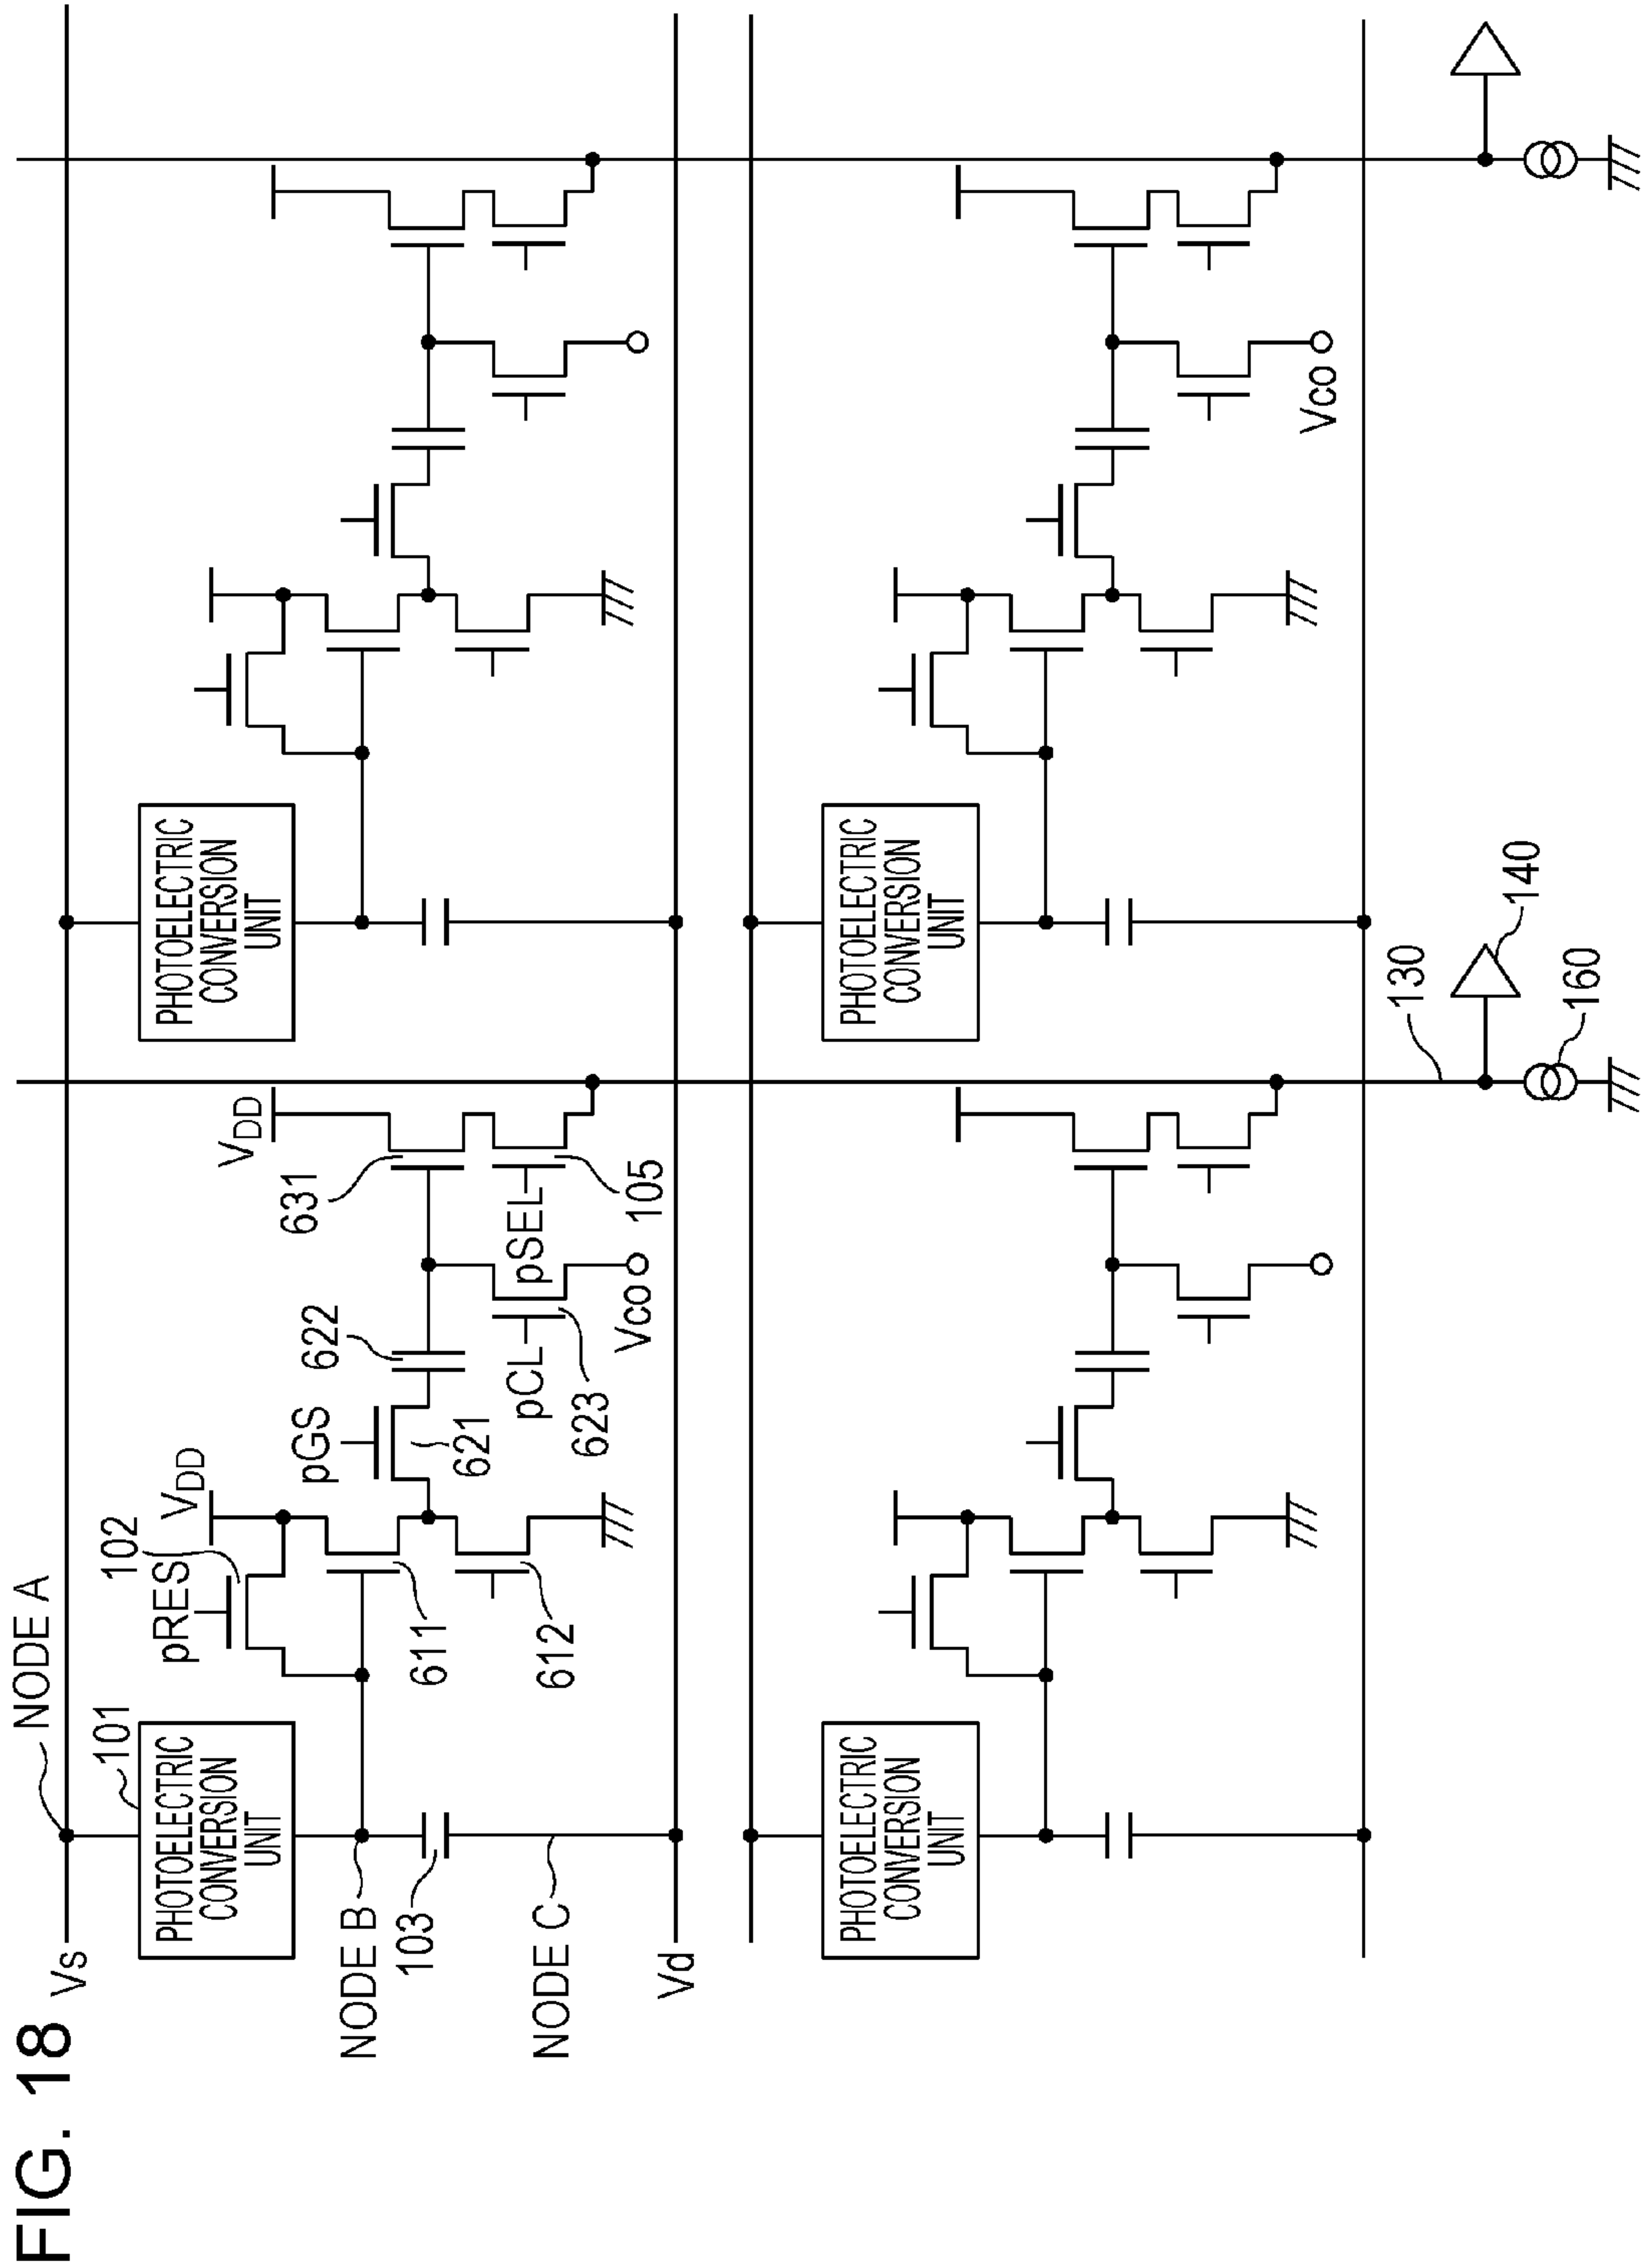 FIG. 18
NODE A
Vs
101
PHOTOELECTRIC
CONVERSION
UNIT
pRES
102
VDD
pGS
VDD
631
622
611
621
NODE B
103
612
pCL
pSEL
623
105
NODE C
Vco
Vd
PHOTOELECTRIC
CONVERSION
UNIT
PHOTOELECTRIC
CONVERSION
UNIT
PHOTOELECTRIC
CONVERSION
UNIT
Vco
130
140
160